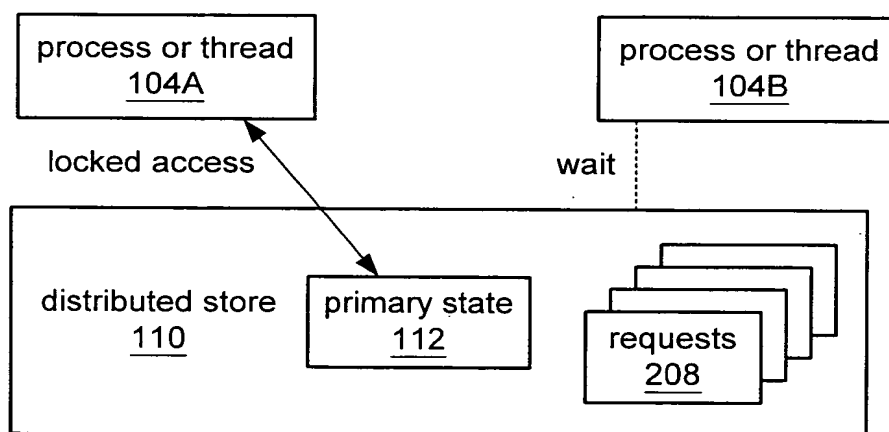 process or thread
104A
process or thread
104B
locked access
wait
distributed store
110
primary state
112
requests
208